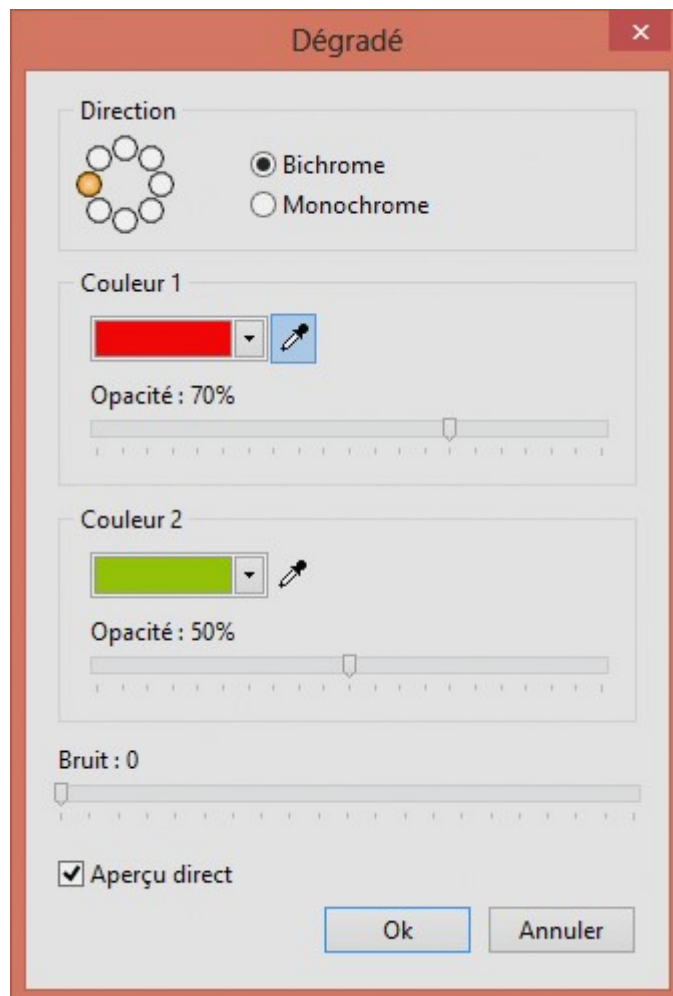 Dégradé
Direction
Bichrome
Monochrome
Couleur 1
Opacité : 70%
Couleur 2
Opacité : 50%
Bruit : 0
Aperçu direct
Ok Annuler